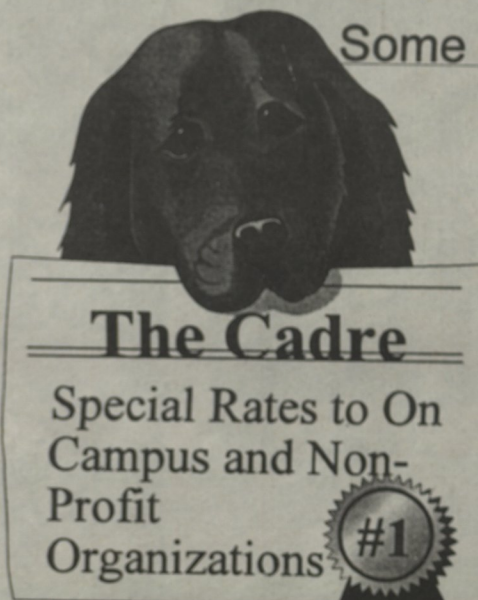 Some
The Cadre
Special Rates to On
Campus and Non-
Profit
Organizations
#1